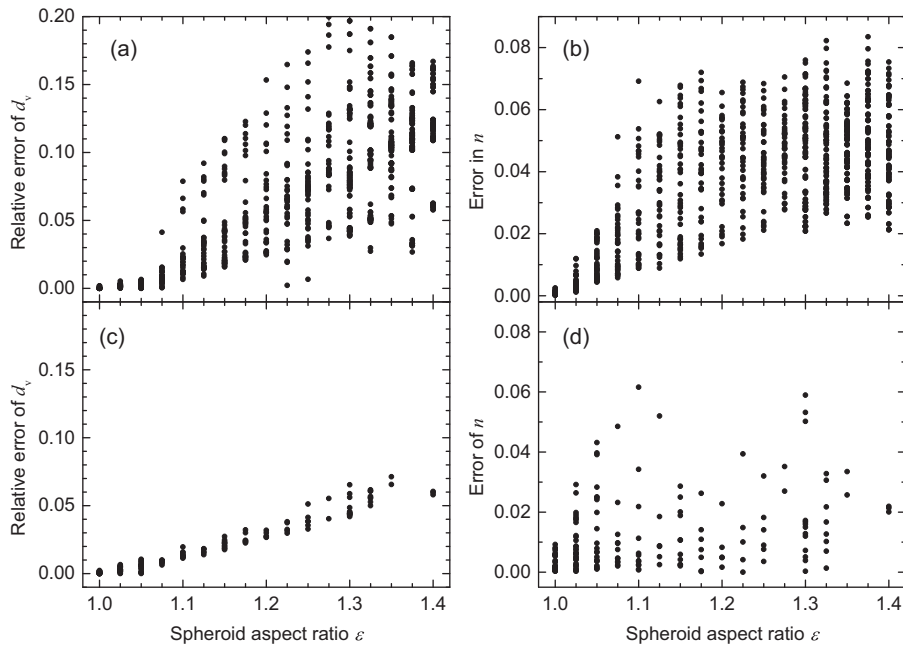 (a)
Relative error of d_v
0.20
0.15
0.10
0.05
0.00
(b)
Error in n
0.08
0.06
0.04
0.02
0.00
(c)
Relative error of d_v
0.15
0.10
0.05
0.00
1.0 1.1 1.2 1.3 1.4
Spheroid aspect ratio ε
(d)
Error of n
0.08
0.06
0.04
0.02
0.00
1.0 1.1 1.2 1.3 1.4
Spheroid aspect ratio ε